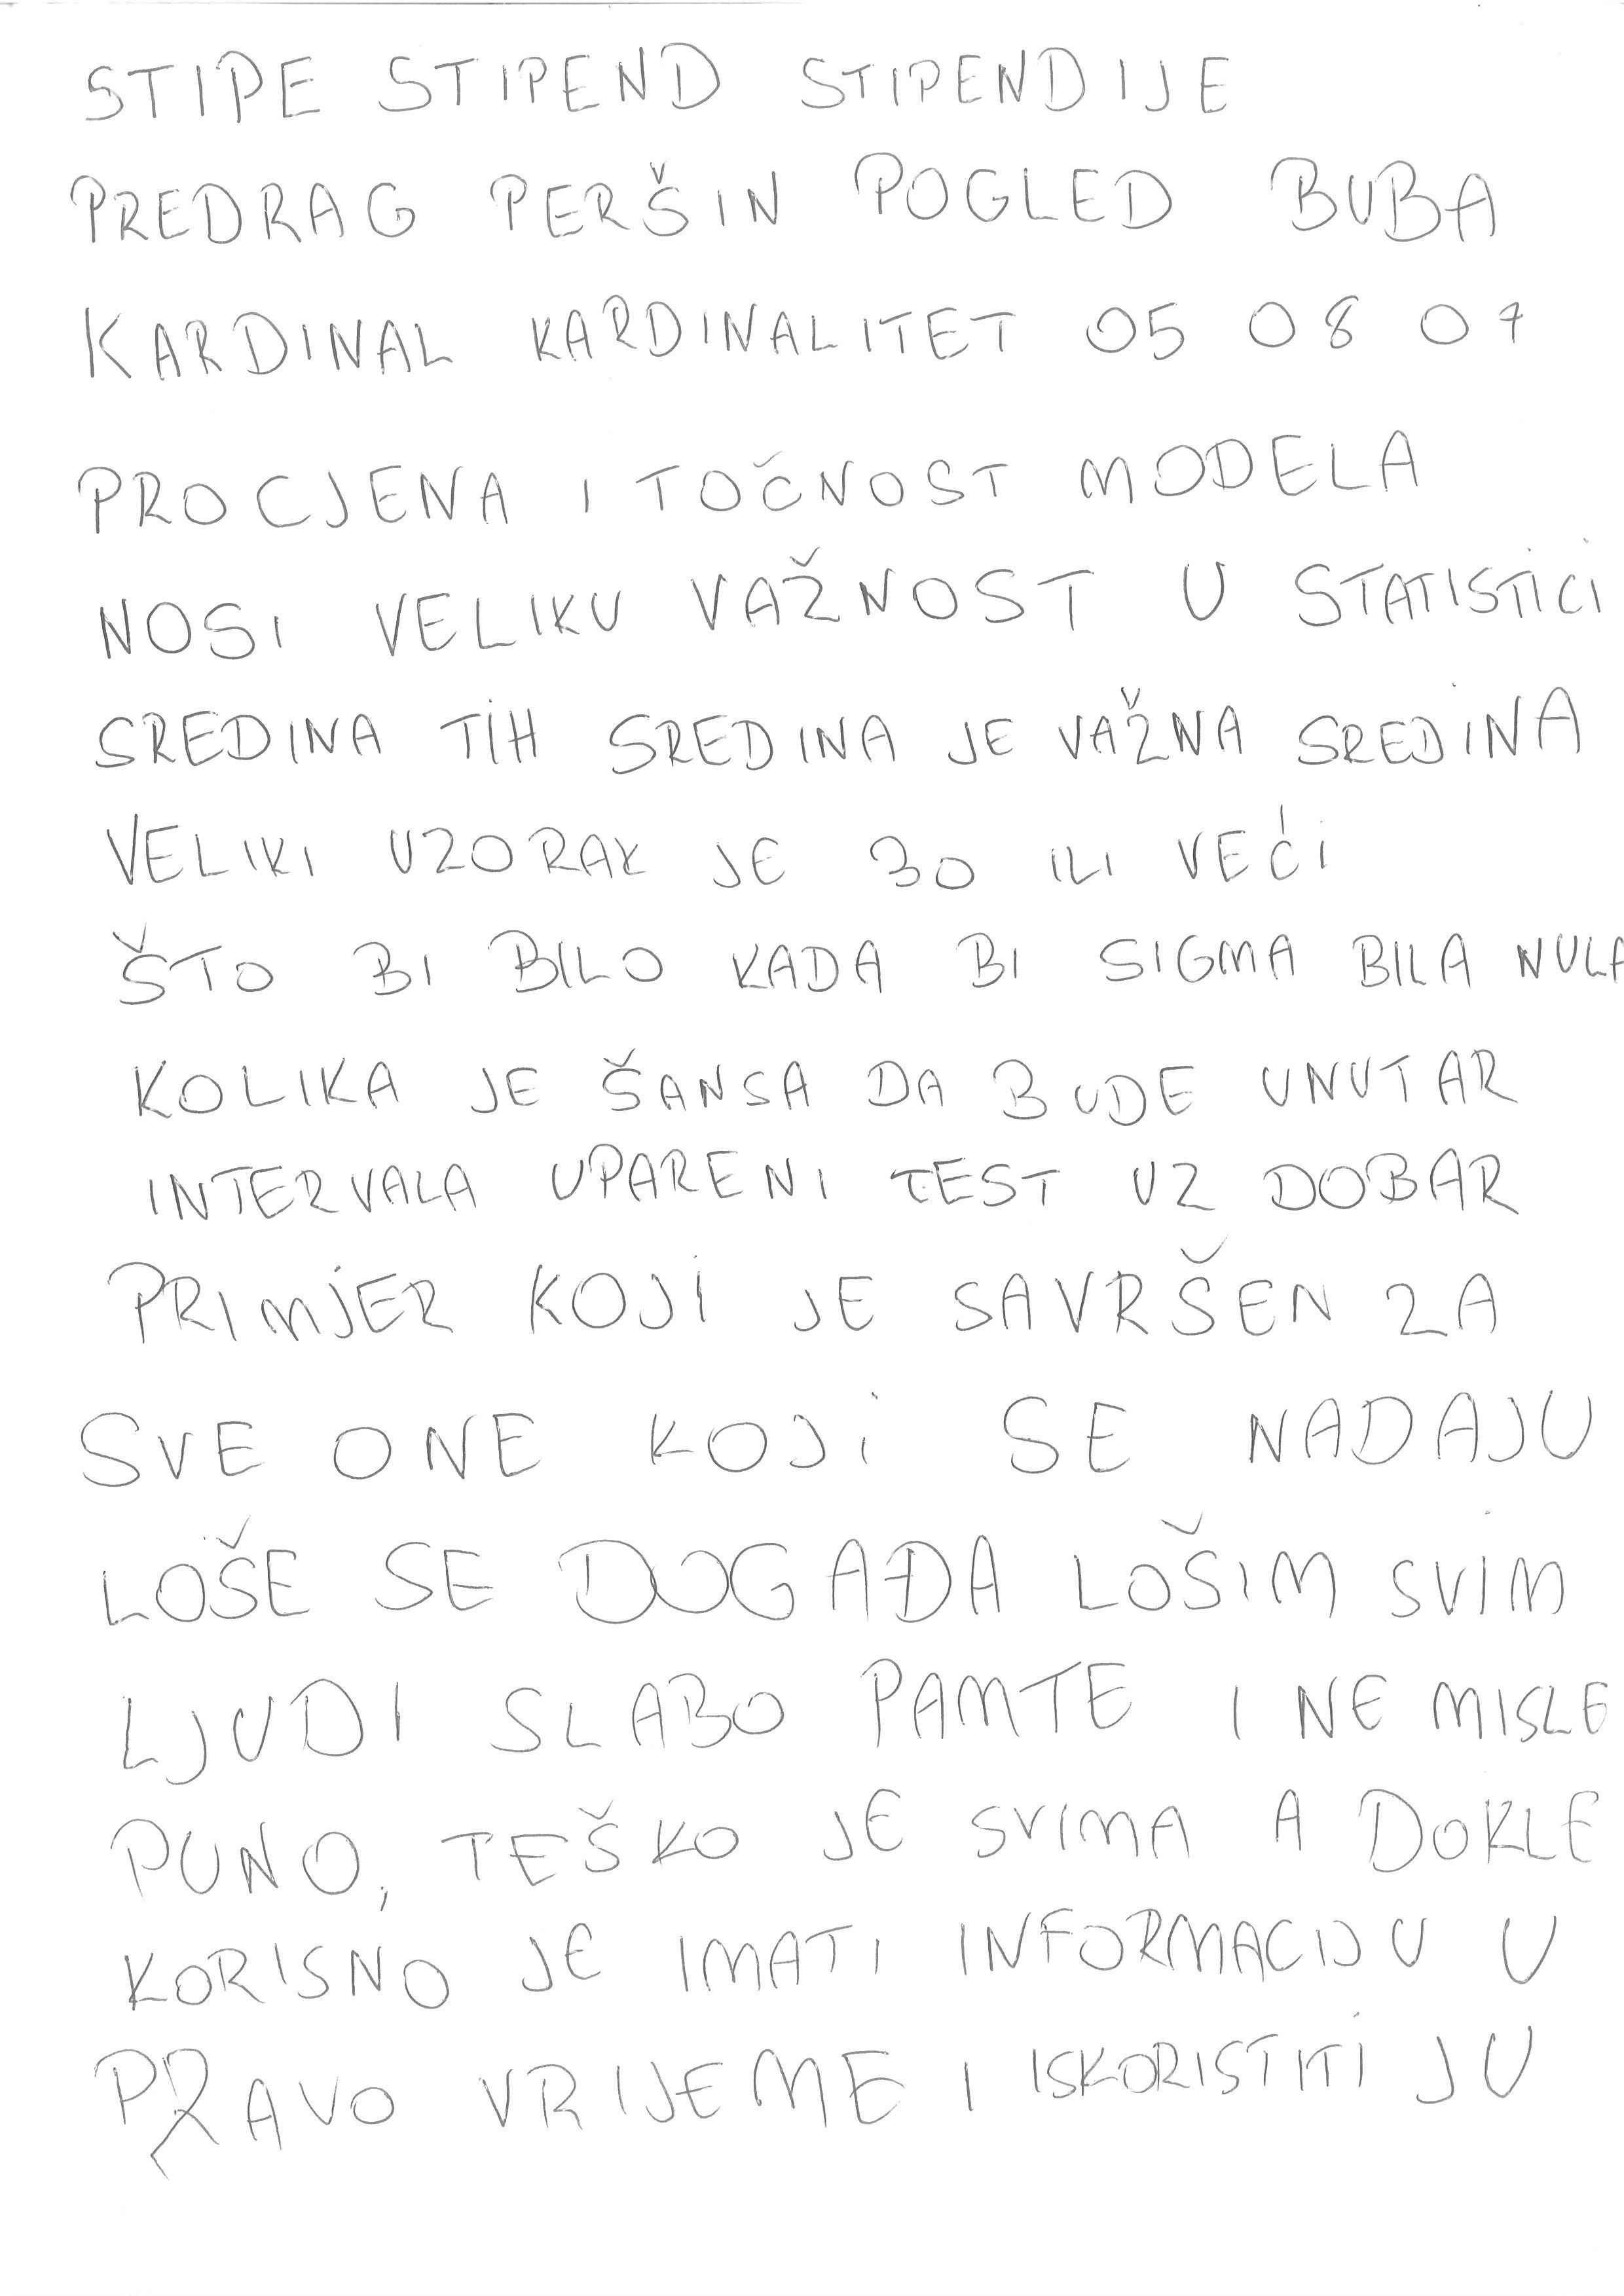 STIPE STIPEND STIPENDIJE
PREDRAG PERŠIN POGLED BUBA
KARDINAL KARDINALITET 05 08 07
PROCJENA I TOČNOST MODELA
NOSI VELIKU VAŽNOST U STATISTICI
SREDINA TIH SREDINA JE VAŽNA SREDINA
VELIKI UZORAK JE 30 ILI VEĆI
ŠTO BI BILO KADA BI SIGMA BILA NULA
KOLIKA JE ŠANSA DA BUDE UNUTAR
INTERVALA UPARENI TEST UZ DOBAR
PRIMJER KOJI JE SAVRŠEN ZA
SVE ONE KOJI SE NADAJU
LOŠE SE DOGAĐA LOŠIM SVIM
LJUDI SLABO PAMTE I NE MISLE
PUNO, TEŠKO JE SVIMA A DOKLE
KORISNO JE IMATI INFORMACIJU U
PRAVO VRIJEME I ISKORISTITI JU